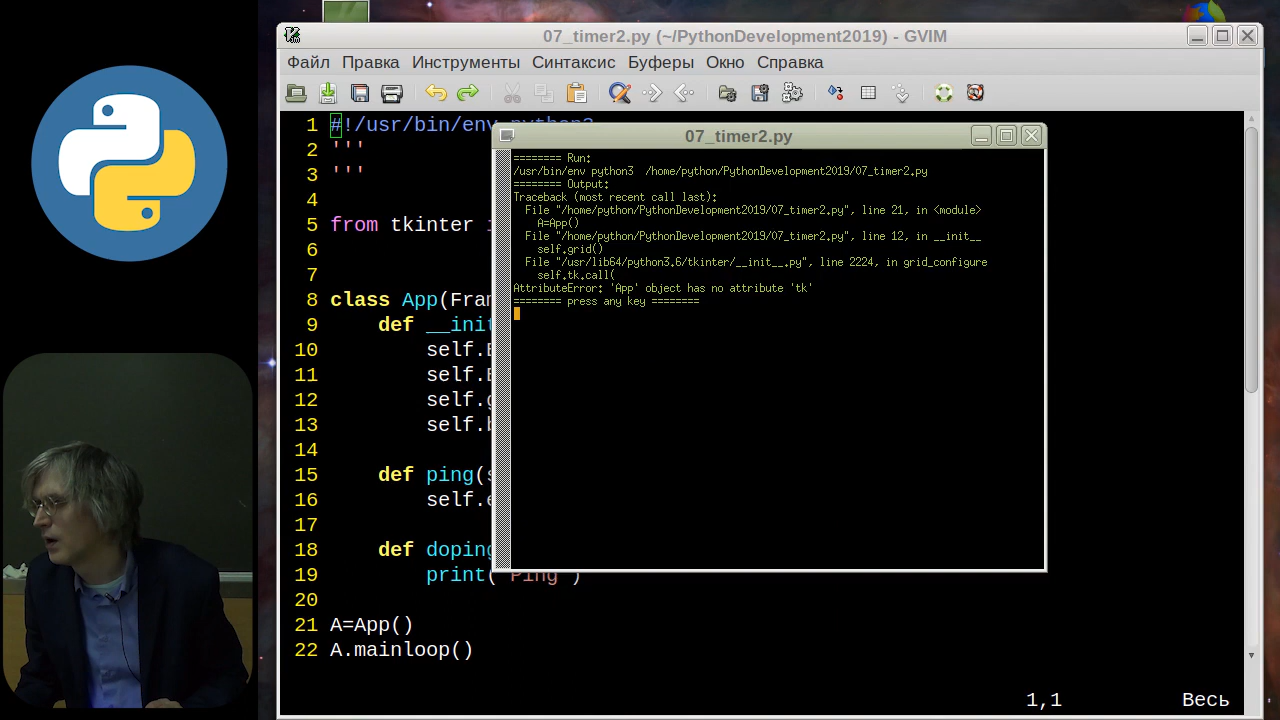 07_timer2.py (~/PythonDevelopment2019) - GVIM
Файл Правка Инструменты Синтаксис Буферы Окно Справка
1 #!/usr/bin/env python3
2 '''
3 '''
4
5 from tkinter
6
7
8 class App(Fram
9 def __init
10 self.
11 self.
12 self.g
13 self.b
14
15 def ping(s
16 self.e
17
18 def doping
19 print("Ping")
20
21 A=App()
22 A.mainloop()
1,1 Весь
07_timer2.py
======== Run:
/usr/bin/env python3 /home/python/PythonDevelopment2019/07_timer2.py
======== Output:
Traceback (most recent call last):
File "/home/python/PythonDevelopment2019/07_timer2.py", line 21, in <module>
A=App()
File "/home/python/PythonDevelopment2019/07_timer2.py", line 12, in __init__
self.grid()
File "/usr/lib64/python3.6/tkinter/__init__.py", line 2224, in grid_configure
self.tk.call(
AttributeError: 'App' object has no attribute 'tk'
======== press any key ========